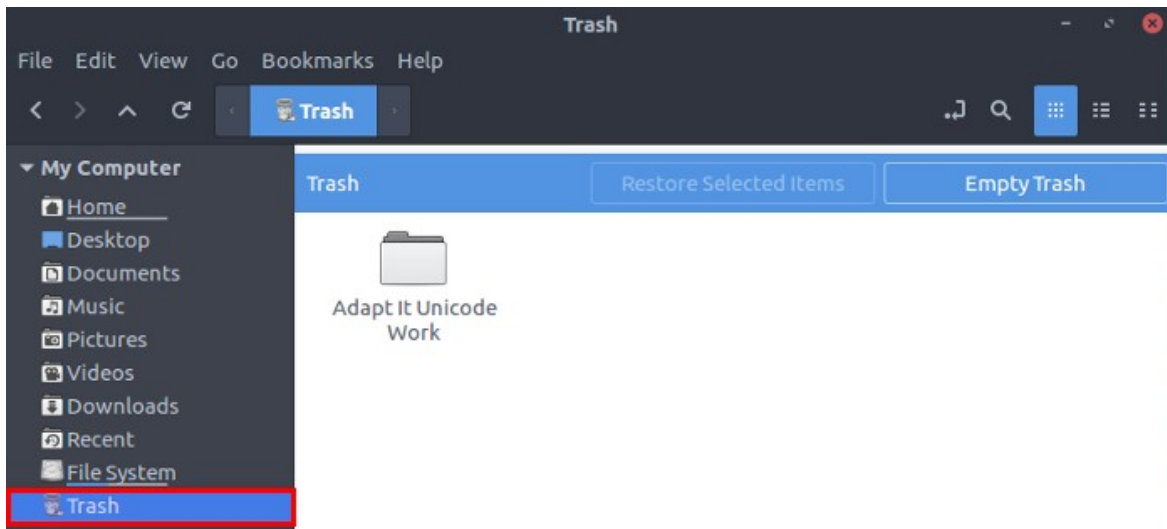 Trash
File Edit View Go Bookmarks Help
Trash
My Computer
Trash Restore Selected Items Empty Trash
Home
Desktop
Documents
Music
Pictures
Videos
Downloads
Recent
File System
Trash
Adapt It Unicode
Work